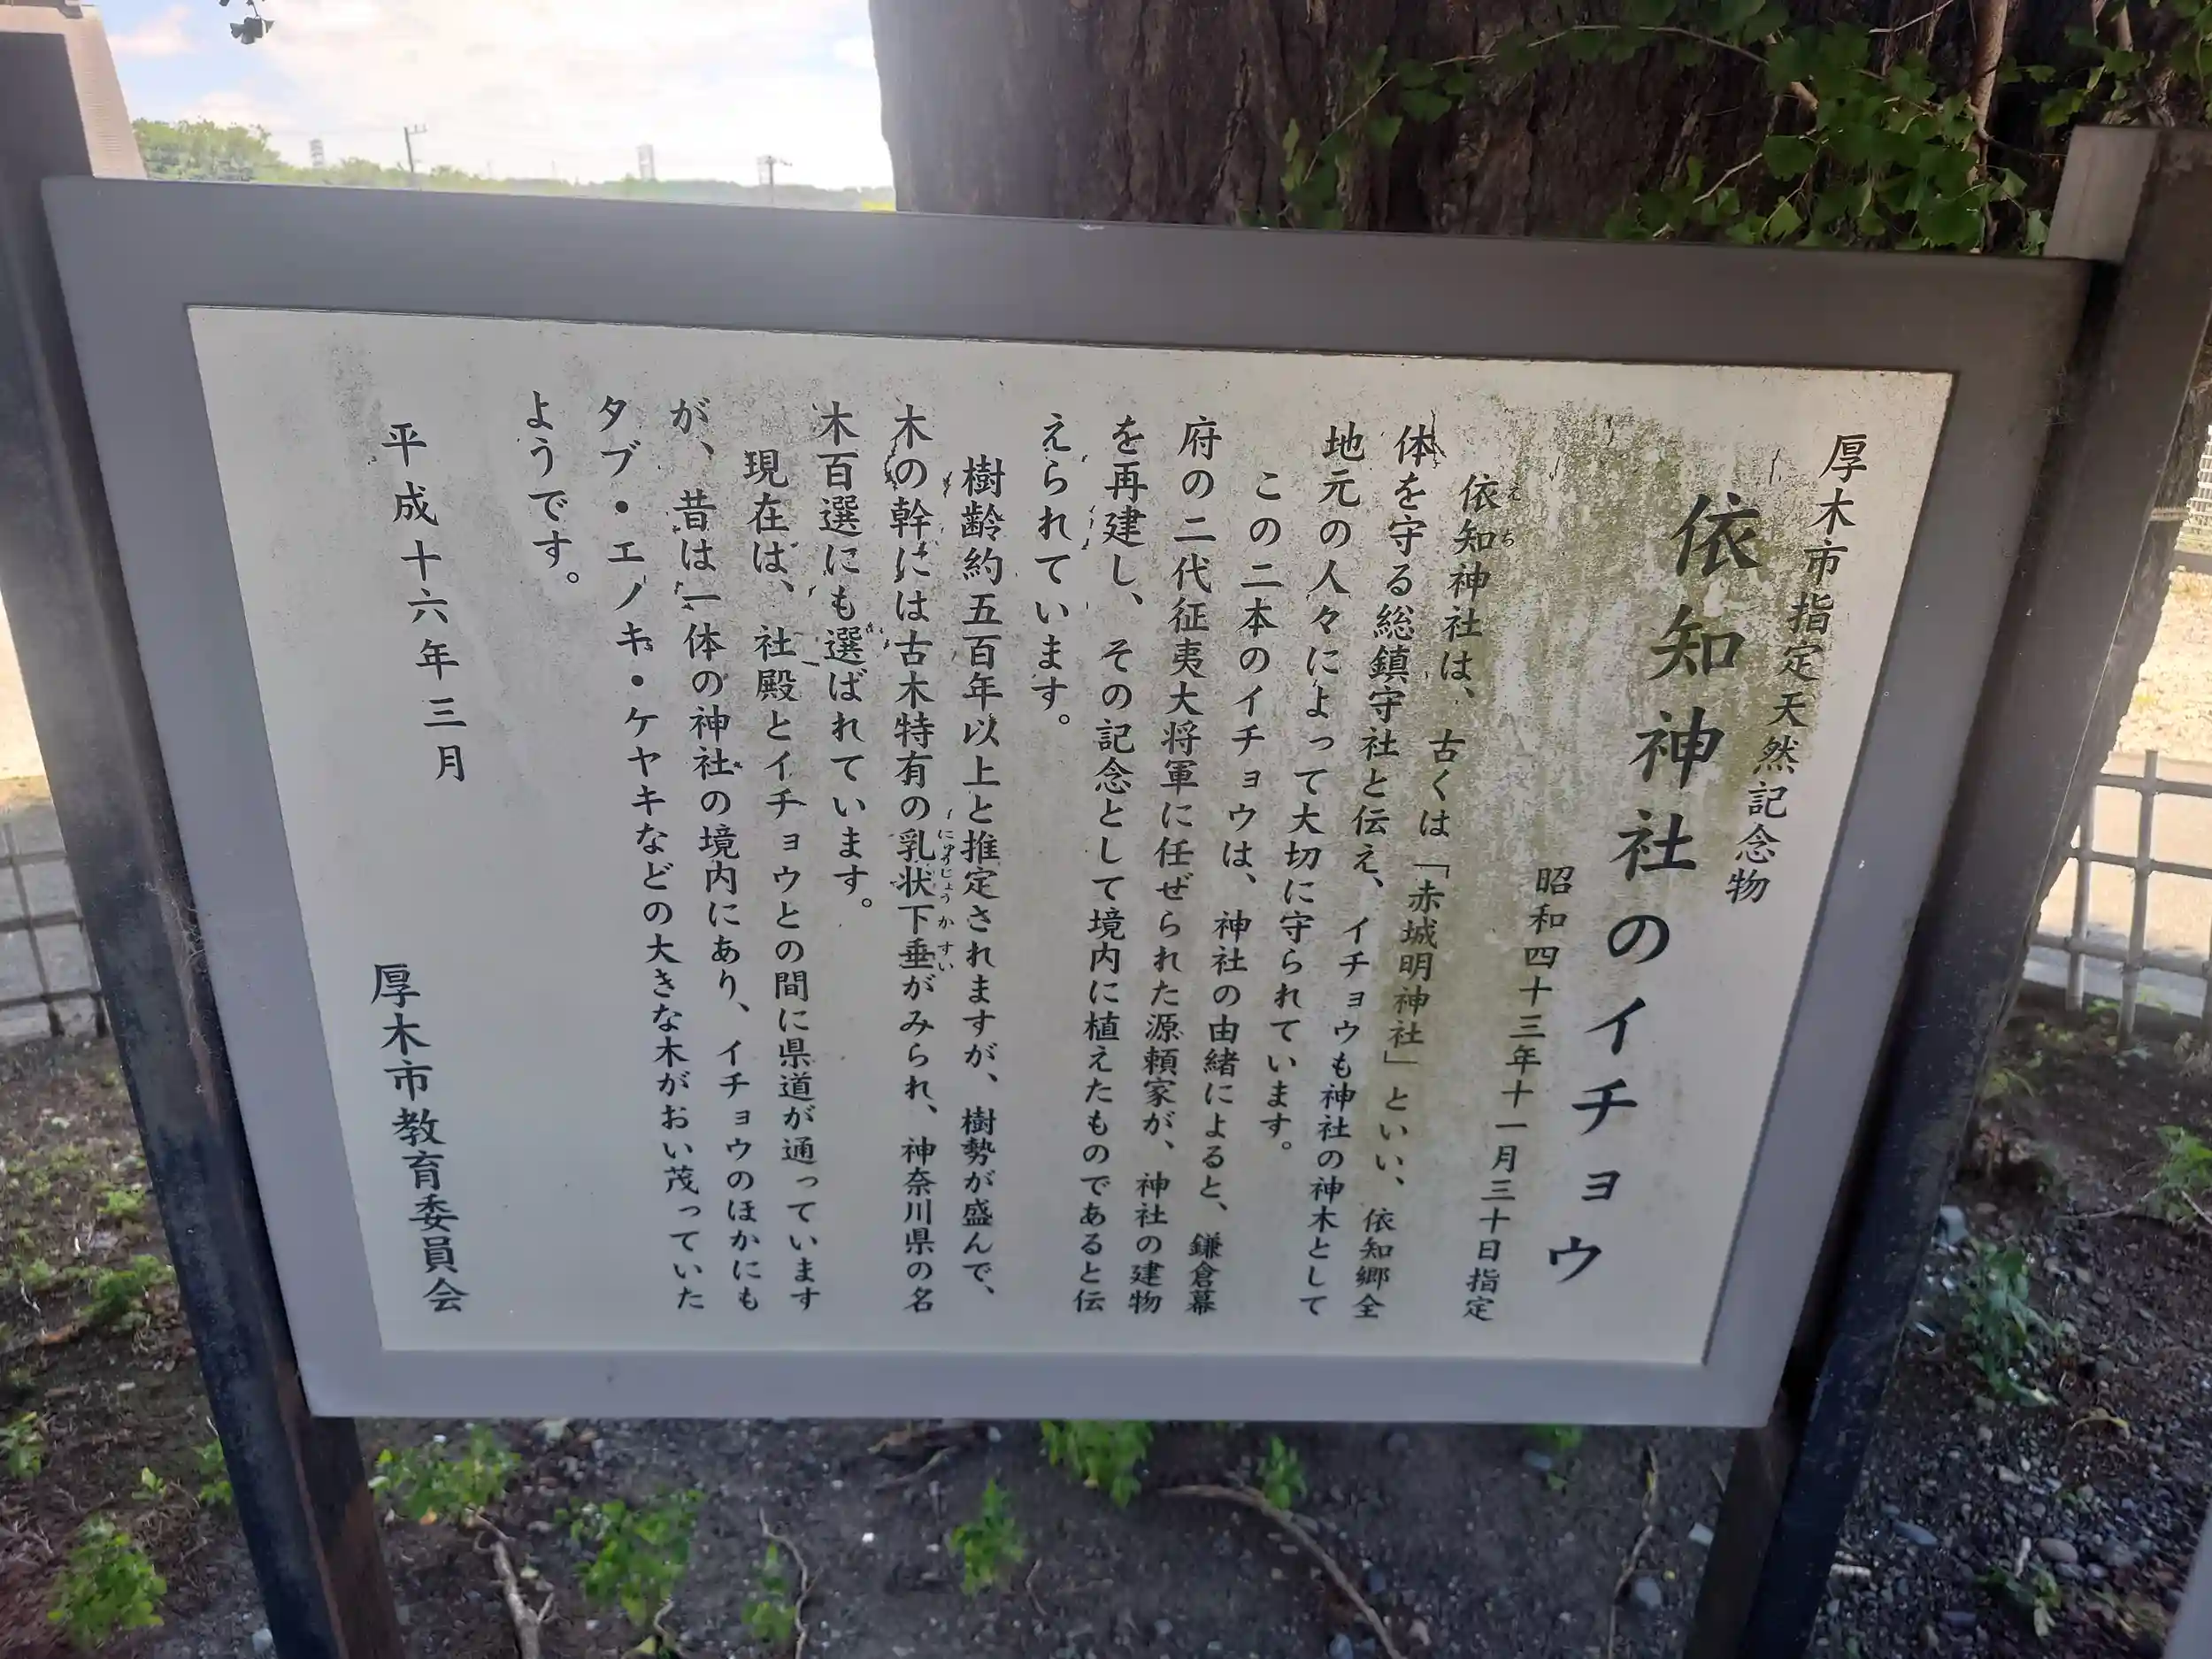 厚木市指定天然記念物
依知神社のイチョウ
昭和四十三年十一月三十日指定
依知神社は、古くは「赤城明神社」といい、依知郷全
えち
体を守る総鎮守社と伝え、イチョウも神社の神木として
地元の人々によって大切に守られています。
この二本のイチョウは、神社の由緒によると、鎌倉幕
府の二代征夷大将軍に任ぜられた源頼家が、神社の建物
を再建し、その記念として境内に植えたものであると伝
えられています。
樹齢約五百年以上と推定されますが、樹勢が盛んで、
木の幹には古木特有の乳状下垂がみられ、神奈川県の名
にゅうじょうかすい
木百選にも選ばれています。
現在は、社殿とイチョウとの間に県道が通っています
が、昔は一体の神社の境内にあり、イチョウのほかにも
タブ・エノキ・ケヤキなどの大きな木がおい茂っていた
ようです。
平成十六年三月
厚木市教育委員会